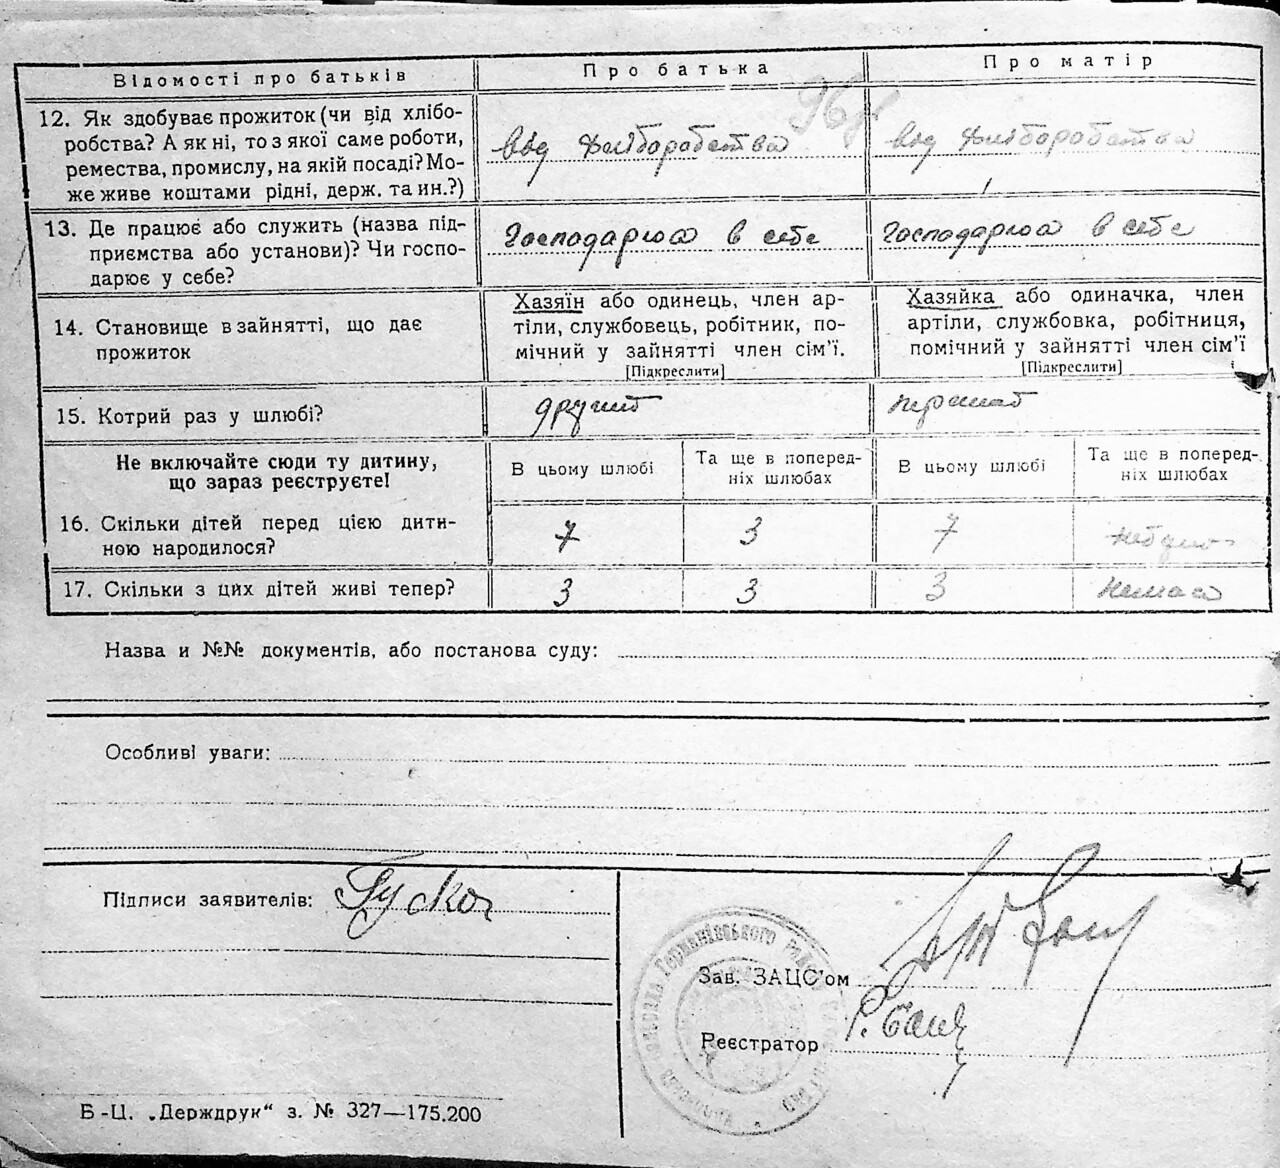 Відомості про батьків
Про батька
Про матір
12. Як здобуває прожиток (чи від хлібо-
робства? А як ні, то з якої саме роботи,
ремества, промислу, на якій посаді? Мо-
же живе коштами рідні, держ. та ин.?)
від хліборобства
від хліборобства
13. Де працює або служить (назва під-
приємства або установи)? Чи госпо-
дарює у себе?
Господарює в себе
Господарює в себе
14. Становище в зайнятті, що дає
прожиток
Хазяїн або одинець, член ар-
тіли, службовець, робітник, по-
мічний у зайнятті член сім'ї.
[Підкреслити]
Хазяйка або одиначка, член
артіли, службовка, робітниця,
помічний у зайнятті член сім'ї
[Підкреслити]
15. Котрий раз у шлюбі?
другий
перший
Не включайте сюди ту дитину,
що зараз реєструєте!
В цьому шлюбі
Та ще в поперед-
ніх шлюбах
В цьому шлюбі
Та ще в поперед-
ніх шлюбах
16. Скільки дітей перед цією дити-
ною народилося?
7
3
7
17. Скільки з цих дітей живі тепер?
3
3
3
немає
Назва и №№ документів, або постанова суду:
Особливі уваги:
Підписи заявителів:
Зав. ЗАЦС'ом
Реєстратор
Б-Ц. „Держдрук“ з. № 327—175.200